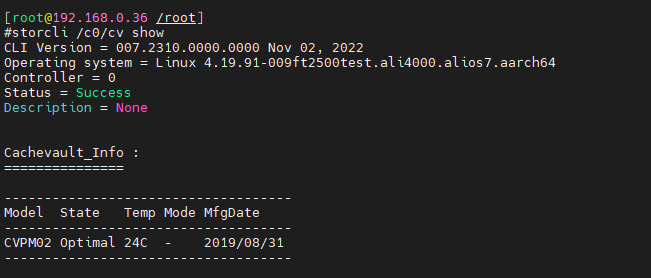 [root@192.168.0.36 /root]
#storcli /c0/cv show
CLI Version = 007.2310.0000.0000 Nov 02, 2022
Operating system = Linux 4.19.91-009ft2500test.ali4000.alios7.aarch64
Controller = 0
Status = Success
Description = None
Cachevault_Info :
===============
------------------------------------
Model  State   Temp Mode MfgDate
------------------------------------
CVPM02 Optimal 24C  -    2019/08/31
------------------------------------